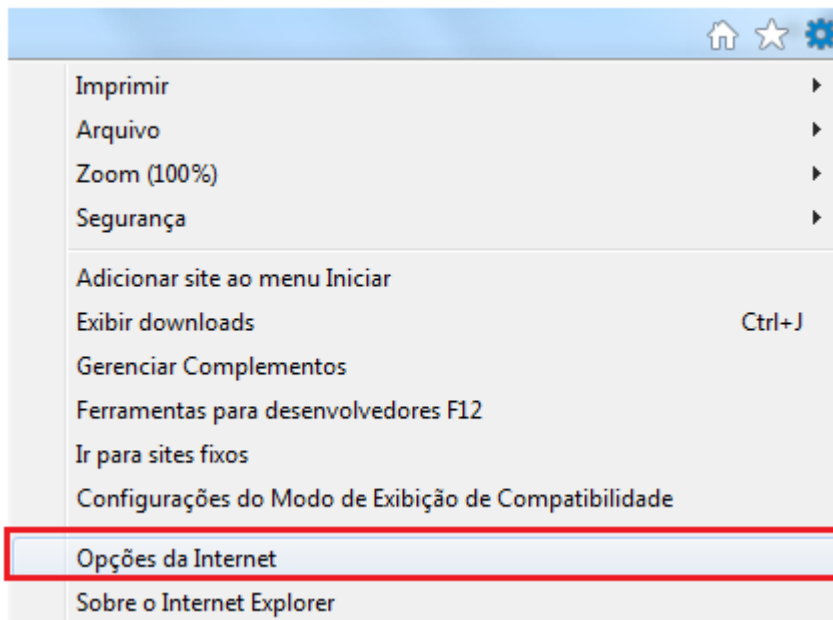 Imprimir
Arquivo
Zoom (100%)
Segurança
Adicionar site ao menu Iniciar
Exibir downloads Ctrl+J
Gerenciar Complementos
Ferramentas para desenvolvedores F12
Ir para sites fixos
Configurações do Modo de Exibição de Compatibilidade
Opções da Internet
Sobre o Internet Explorer